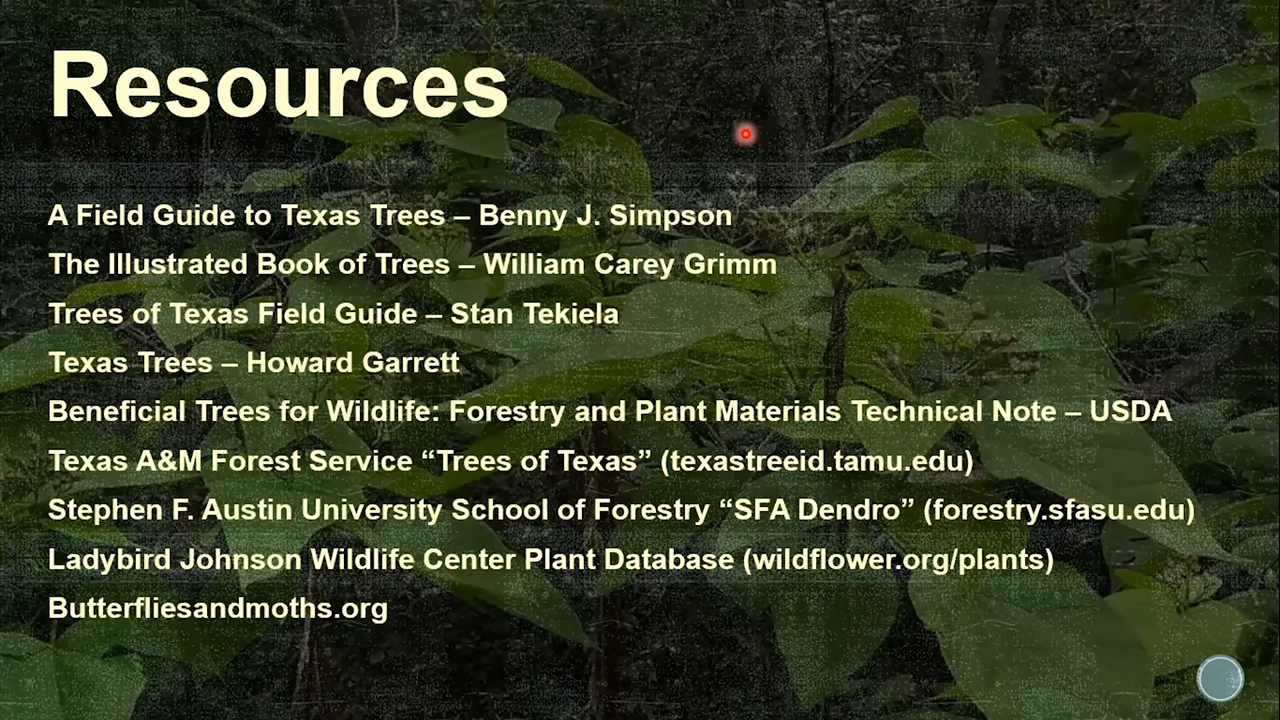 Resources
A Field Guide to Texas Trees – Benny J. Simpson
The Illustrated Book of Trees – William Carey Grimm
Trees of Texas Field Guide – Stan Tekiela
Texas Trees – Howard Garrett
Beneficial Trees for Wildlife: Forestry and Plant Materials Technical Note – USDA
Texas A&M Forest Service “Trees of Texas” (texastreeid.tamu.edu)
Stephen F. Austin University School of Forestry “SFA Dendro” (forestry.sfasu.edu)
Ladybird Johnson Wildlife Center Plant Database (wildflower.org/plants)
Butterfliesandmoths.org